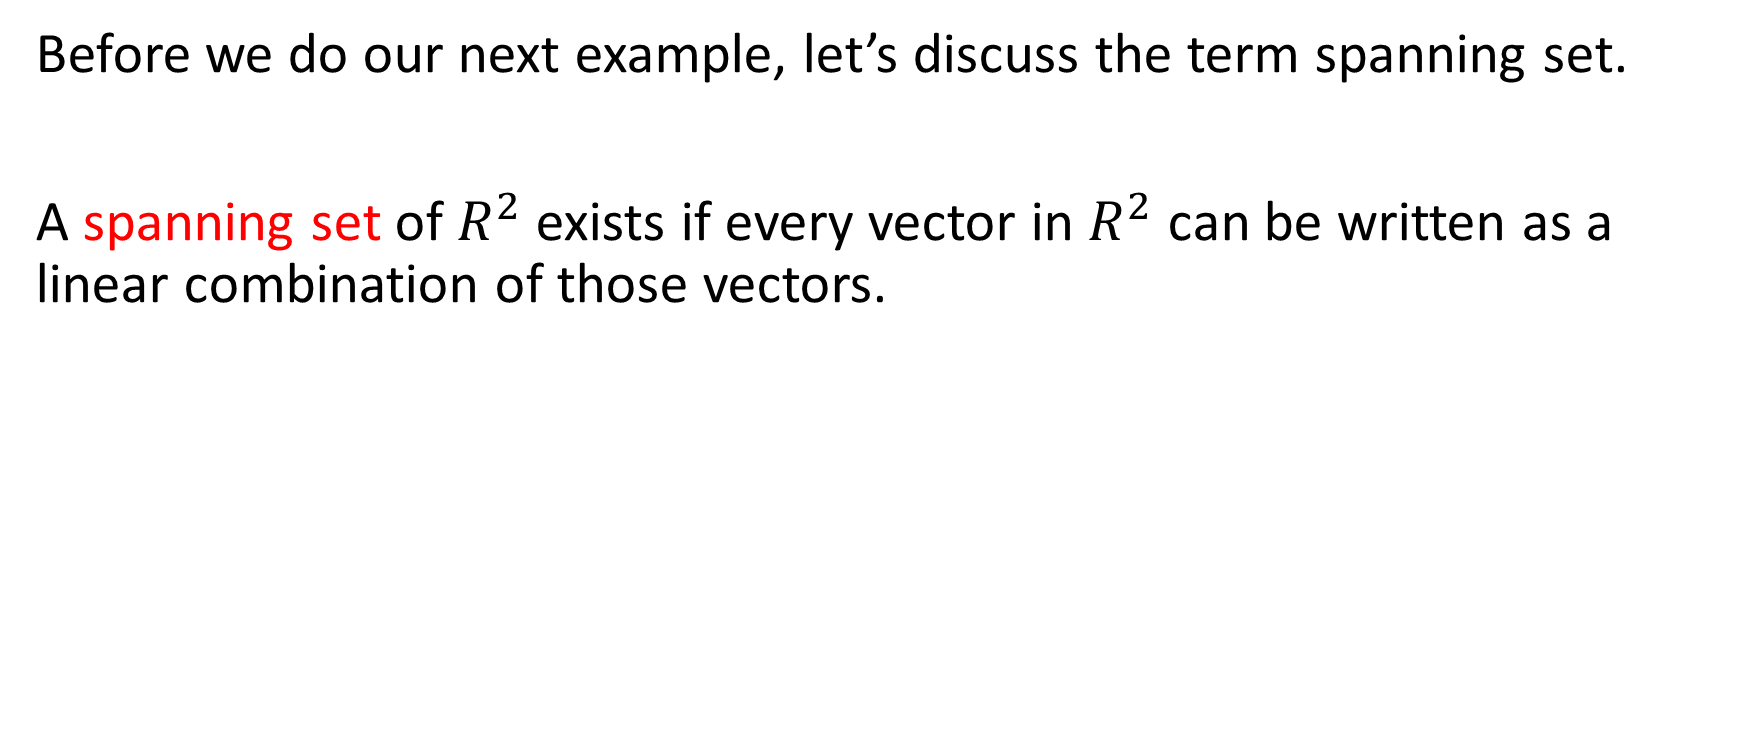 Before we do our next example, let’s discuss the term spanning set.
A spanning set of R² exists if every vector in R² can be written as a
linear combination of those vectors.